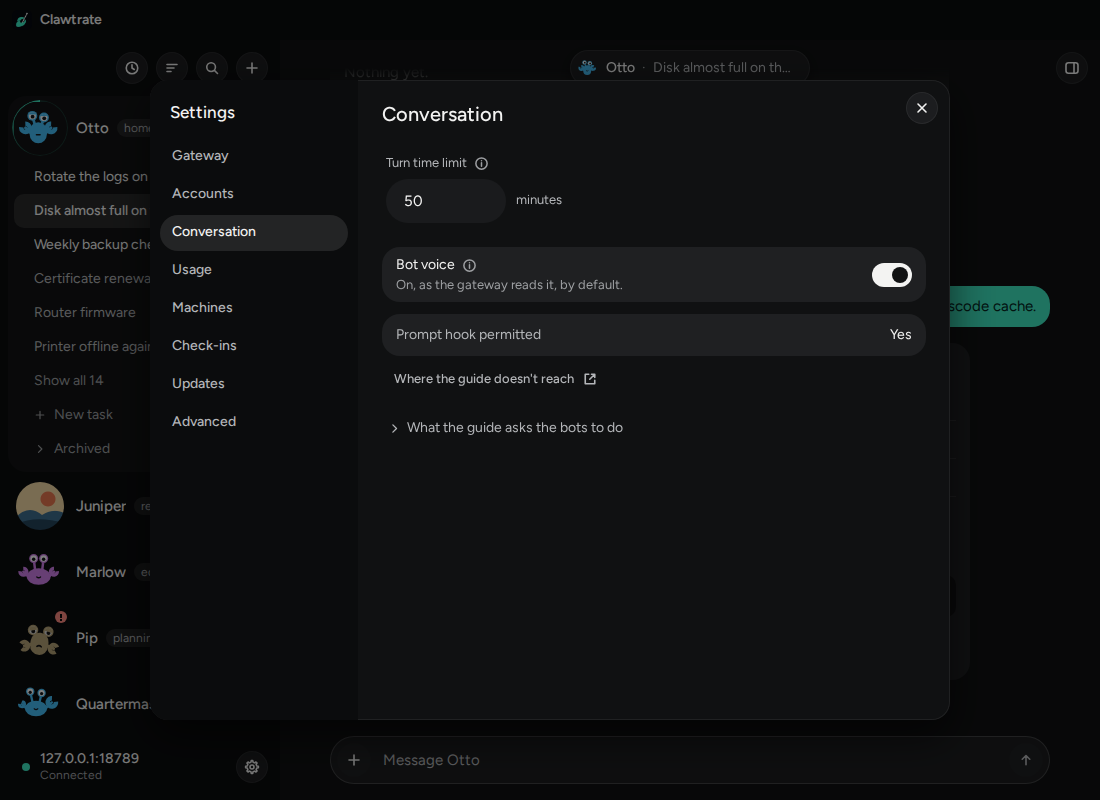 Clawtrate
Nothing yet.
Otto · Disk almost full on th...
Otto home
Rotate the logs on
Disk almost full on
Weekly backup che
Certificate renewa
Router firmware
Printer offline again
Show all 14
+ New task
> Archived
Juniper re
Marlow
Pip plannin
Quarterma
127.0.0.1:18789
Connected
Settings
Gateway
Accounts
Conversation
Usage
Machines
Check-ins
Updates
Advanced
Conversation
Turn time limit
50 minutes
Bot voice
On, as the gateway reads it, by default.
Prompt hook permitted Yes
Where the guide doesn't reach
What the guide asks the bots to do
scode cache.
Message Otto